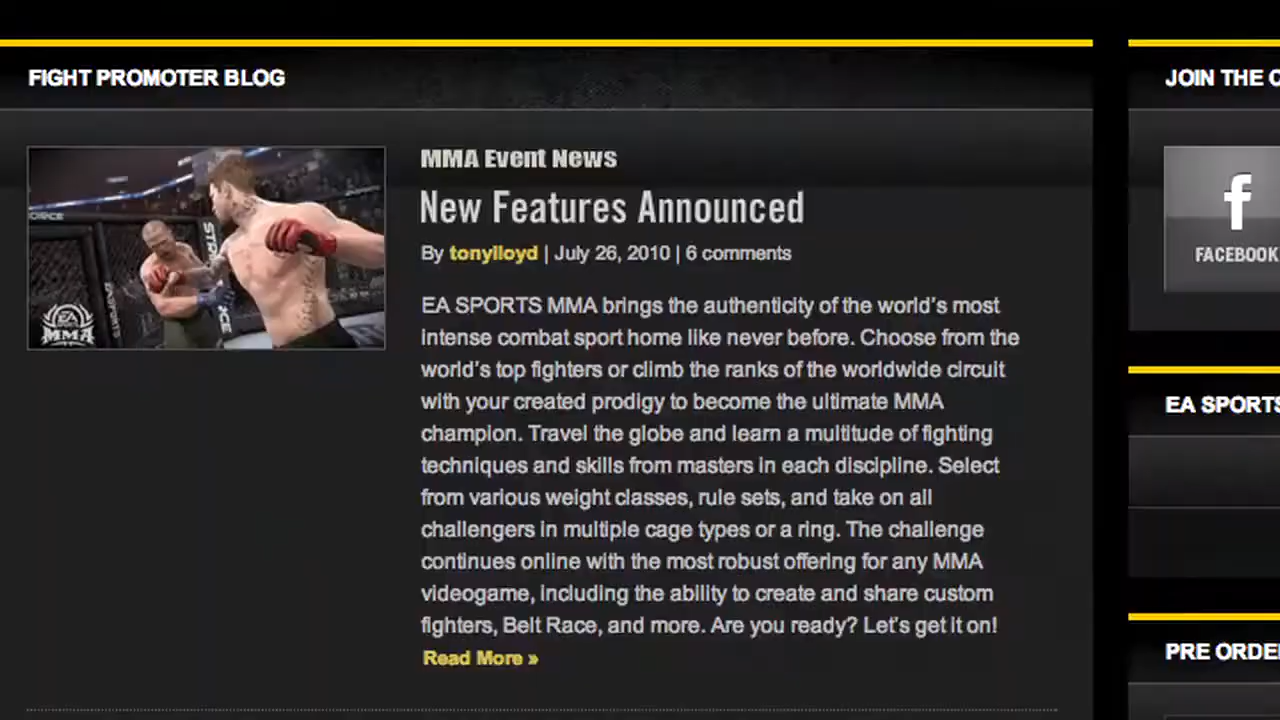 FIGHT PROMOTER BLOG
JOIN THE C
MMA Event News
New Features Announced
By tonylloyd | July 26, 2010 | 6 comments
EA SPORTS MMA brings the authenticity of the world's most
intense combat sport home like never before. Choose from the
world's top fighters or climb the ranks of the worldwide circuit
with your created prodigy to become the ultimate MMA
champion. Travel the globe and learn a multitude of fighting
techniques and skills from masters in each discipline. Select
from various weight classes, rule sets, and take on all
challengers in multiple cage types or a ring. The challenge
continues online with the most robust offering for any MMA
videogame, including the ability to create and share custom
fighters, Belt Race, and more. Are you ready? Let's get it on!
Read More »
EA
MMA
f
FACEBOOK
EA SPORTS
PRE ORDE